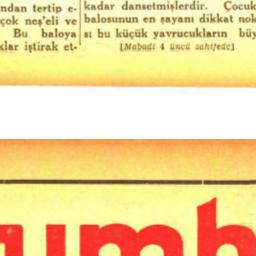 ndan tertip e-
çok neş'eli ve
Bu baloya
klar iştirak et-
kadar dansetmişlerdir. Çocuk
balosunun en şayanı dikkat nok
sı bu küçük yavrucukların büy
[Mabadi 4 üncü sahifede]
umh